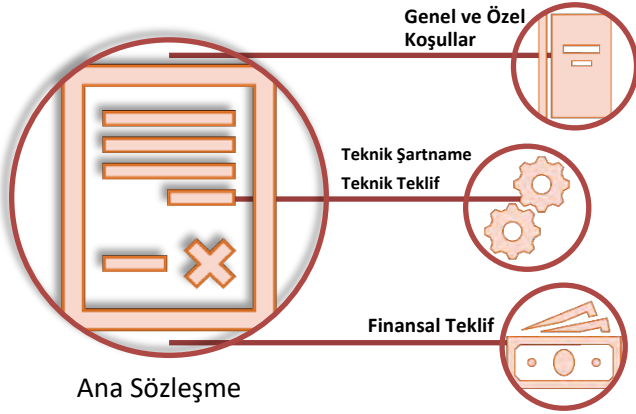 Genel ve Özel
Koşullar
Teknik Şartname
Teknik Teklif
Finansal Teklif
Ana Sözleşme